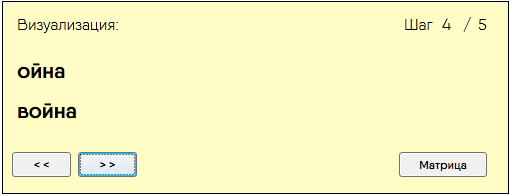 Визуализация: Шаг 4 / 5
ойна
война
< < > > Матрица